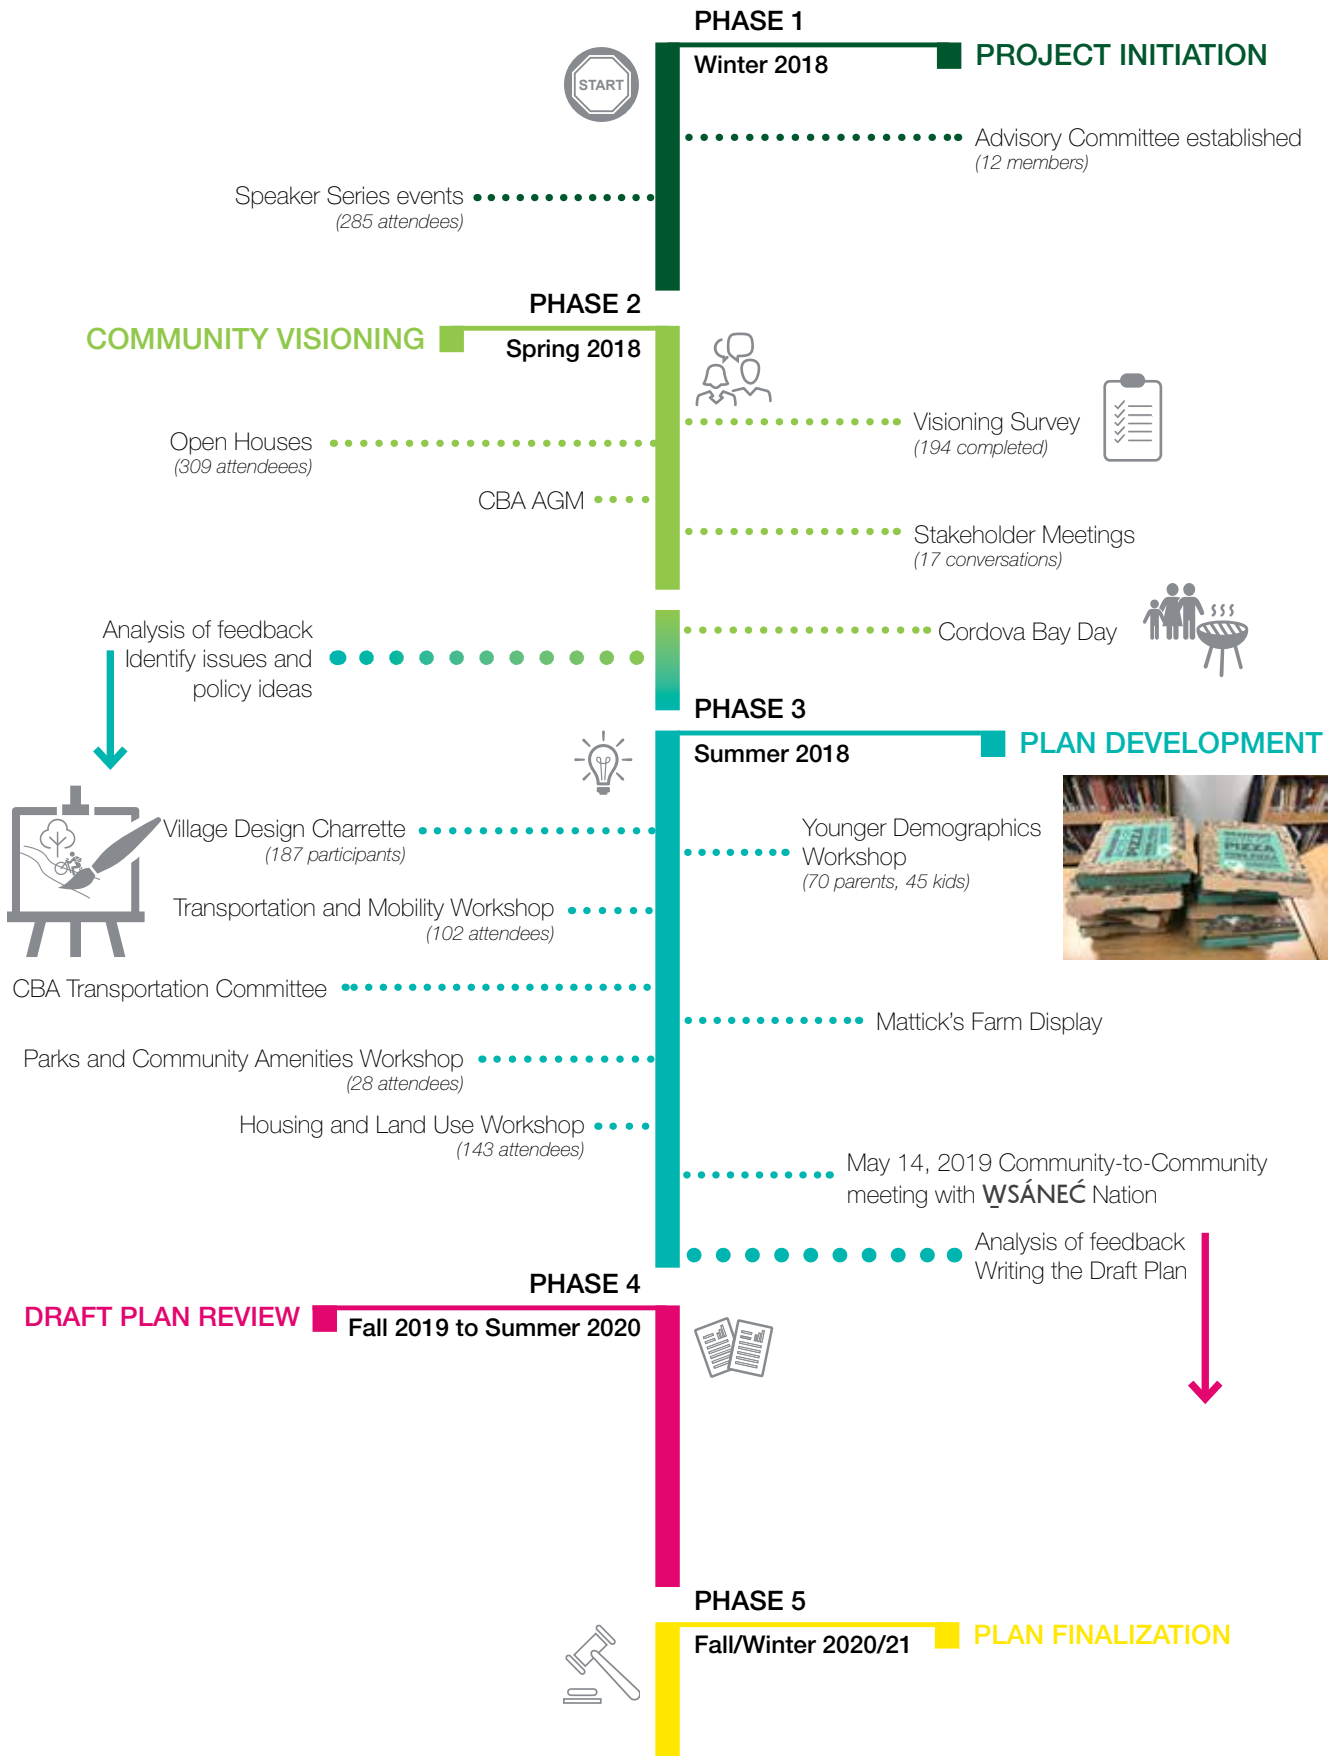 PHASE 1
Winter 2018
PROJECT INITIATION
START
Advisory Committee established
(12 members)
Speaker Series events
(285 attendees)
PHASE 2
COMMUNITY VISIONING
Spring 2018
Visioning Survey
(194 completed)
Open Houses
(309 attendeees)
CBA AGM
Stakeholder Meetings
(17 conversations)
Cordova Bay Day
Analysis of feedback
Identify issues and
policy ideas
PHASE 3
Summer 2018
PLAN DEVELOPMENT
Village Design Charrette
(187 participants)
Younger Demographics
Workshop
(70 parents, 45 kids)
PIZZA
PIZZA
Transportation and Mobility Workshop
(102 attendees)
CBA Transportation Committee
Mattick’s Farm Display
Parks and Community Amenities Workshop
(28 attendees)
Housing and Land Use Workshop
(143 attendees)
May 14, 2019 Community-to-Community
meeting with W̱SÁNEĆ Nation
Analysis of feedback
Writing the Draft Plan
PHASE 4
DRAFT PLAN REVIEW
Fall 2019 to Summer 2020
PHASE 5
Fall/Winter 2020/21
PLAN FINALIZATION